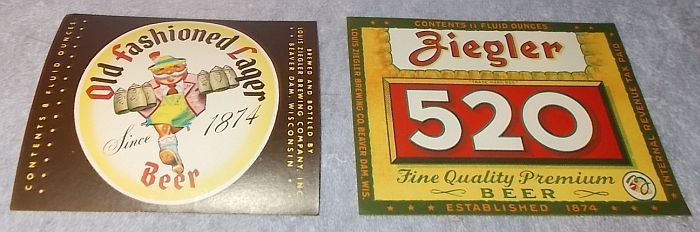 CONTENTS 8 FLUID OUNCES
Old Fashioned Lager
Since 1874
Beer
BREWED AND BOTTLED BY
LOUIS ZIEGLER BREWING COMPANY, INC.
BEAVER DAM, WISCONSIN
CONTENTS 11 FLUID OUNCES
LOUIS ZIEGLER BREWING CO. BEAVER DAM, WIS.
Ziegler
520
Fine Quality Premium
BEER
ESTABLISHED 1874
INTERNAL REVENUE TAX PAID